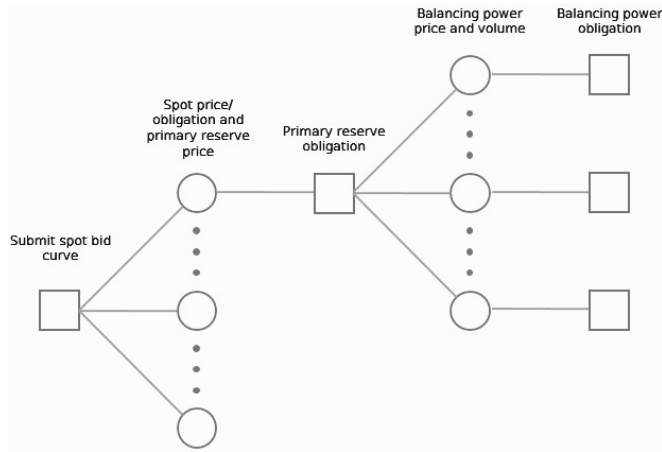 Balancing power
price and volume
Balancing power
obligation
Spot price/
obligation and
primary reserve
price
Primary reserve
obligation
Submit spot bid
curve